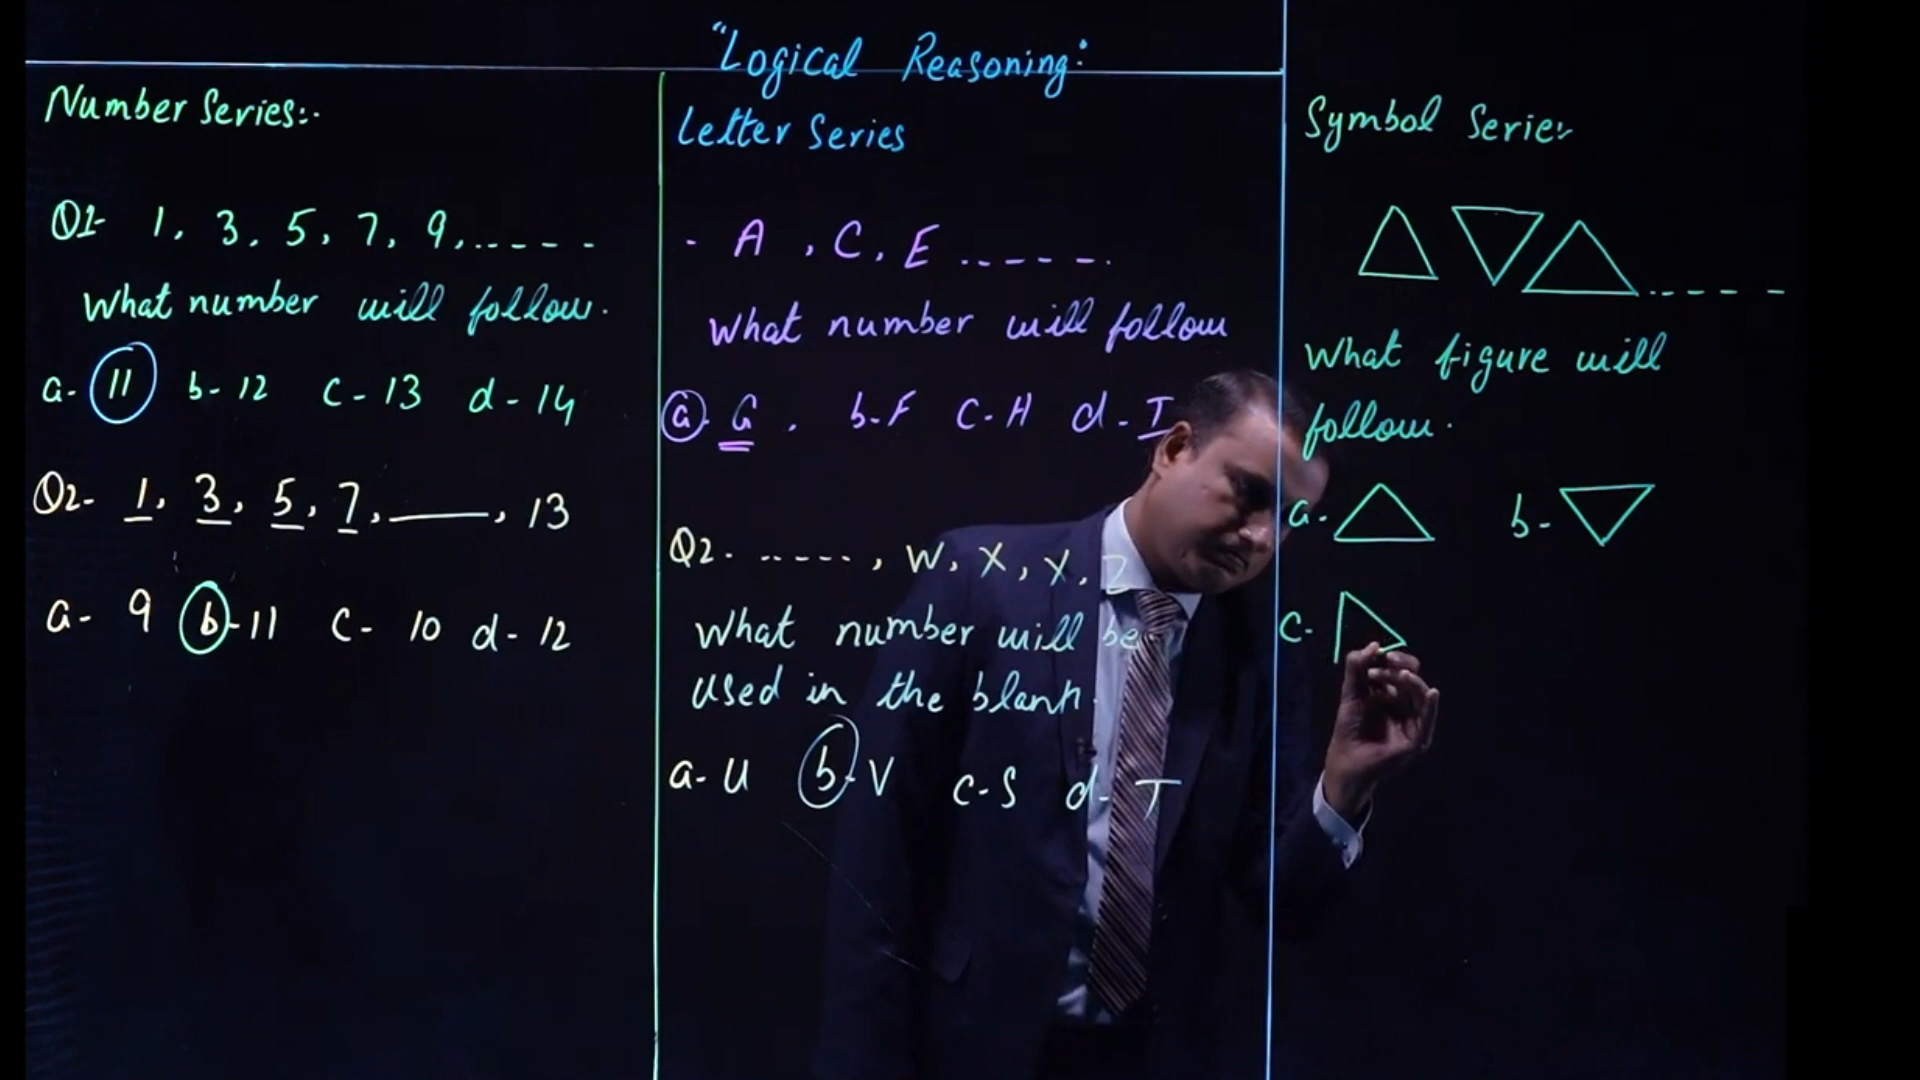 "Logical Reasoning:
Number Series:-
Q1- 1, 3, 5, 7, 9, -----
What number will follow.
a- 11 b- 12 c- 13 d- 14
Q2- 1, 3, 5, 7, ____, 13
a- 9 b- 11 c- 10 d- 12
Letter Series
- A, C, E ------.
What number will follow
a. G. b. F c. H d- I
Q2. -----, W, X, Y, Z
What number will be
used in the blank.
a- U b- V c- S d- T
Symbol Series
-----
What figure will
follow.
a. b-
c.